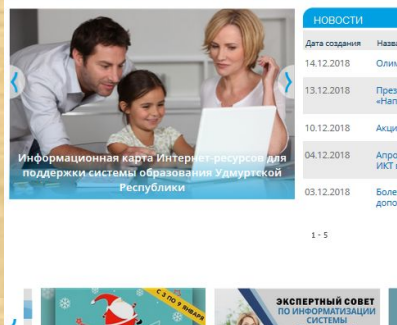 НОВОСТИ
Дата создания
14.12.2018
13.12.2018
10.12.2018 Акци
04.12.2018
ИКТ
03.12.2018
1 - 5
Информационная карта Интернет-ресурсов для
поддержки системы образования Удмуртской
Республики
С 3 ПО 9 ЯНВАРЯ
ЭКСПЕРТНЫЙ СОВЕТ
ПО ИНФОРМАТИЗАЦИИ
СИСТЕМЫ